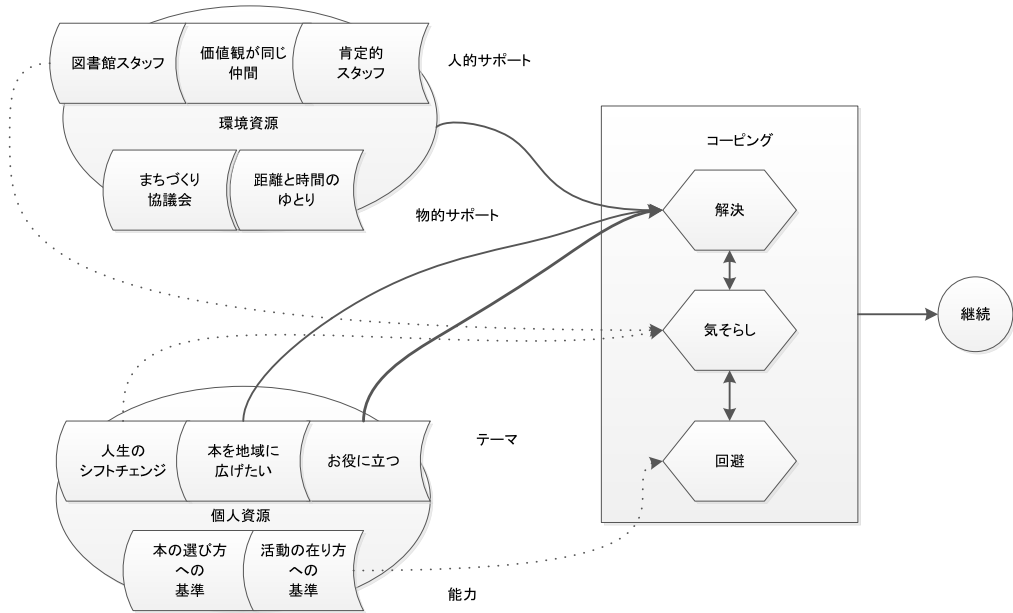 図書館スタッフ
価値観が同じ
仲間
肯定的
スタッフ
人的サポート
環境資源
まちづくり
協議会
距離と時間の
ゆとり
物的サポート
コーピング
解決
気そらし
回避
継続
人生の
シフトチェンジ
本を地域に
広げたい
お役に立つ
テーマ
個人資源
本の選び方
への
基準
活動の在り方
への
基準
能力